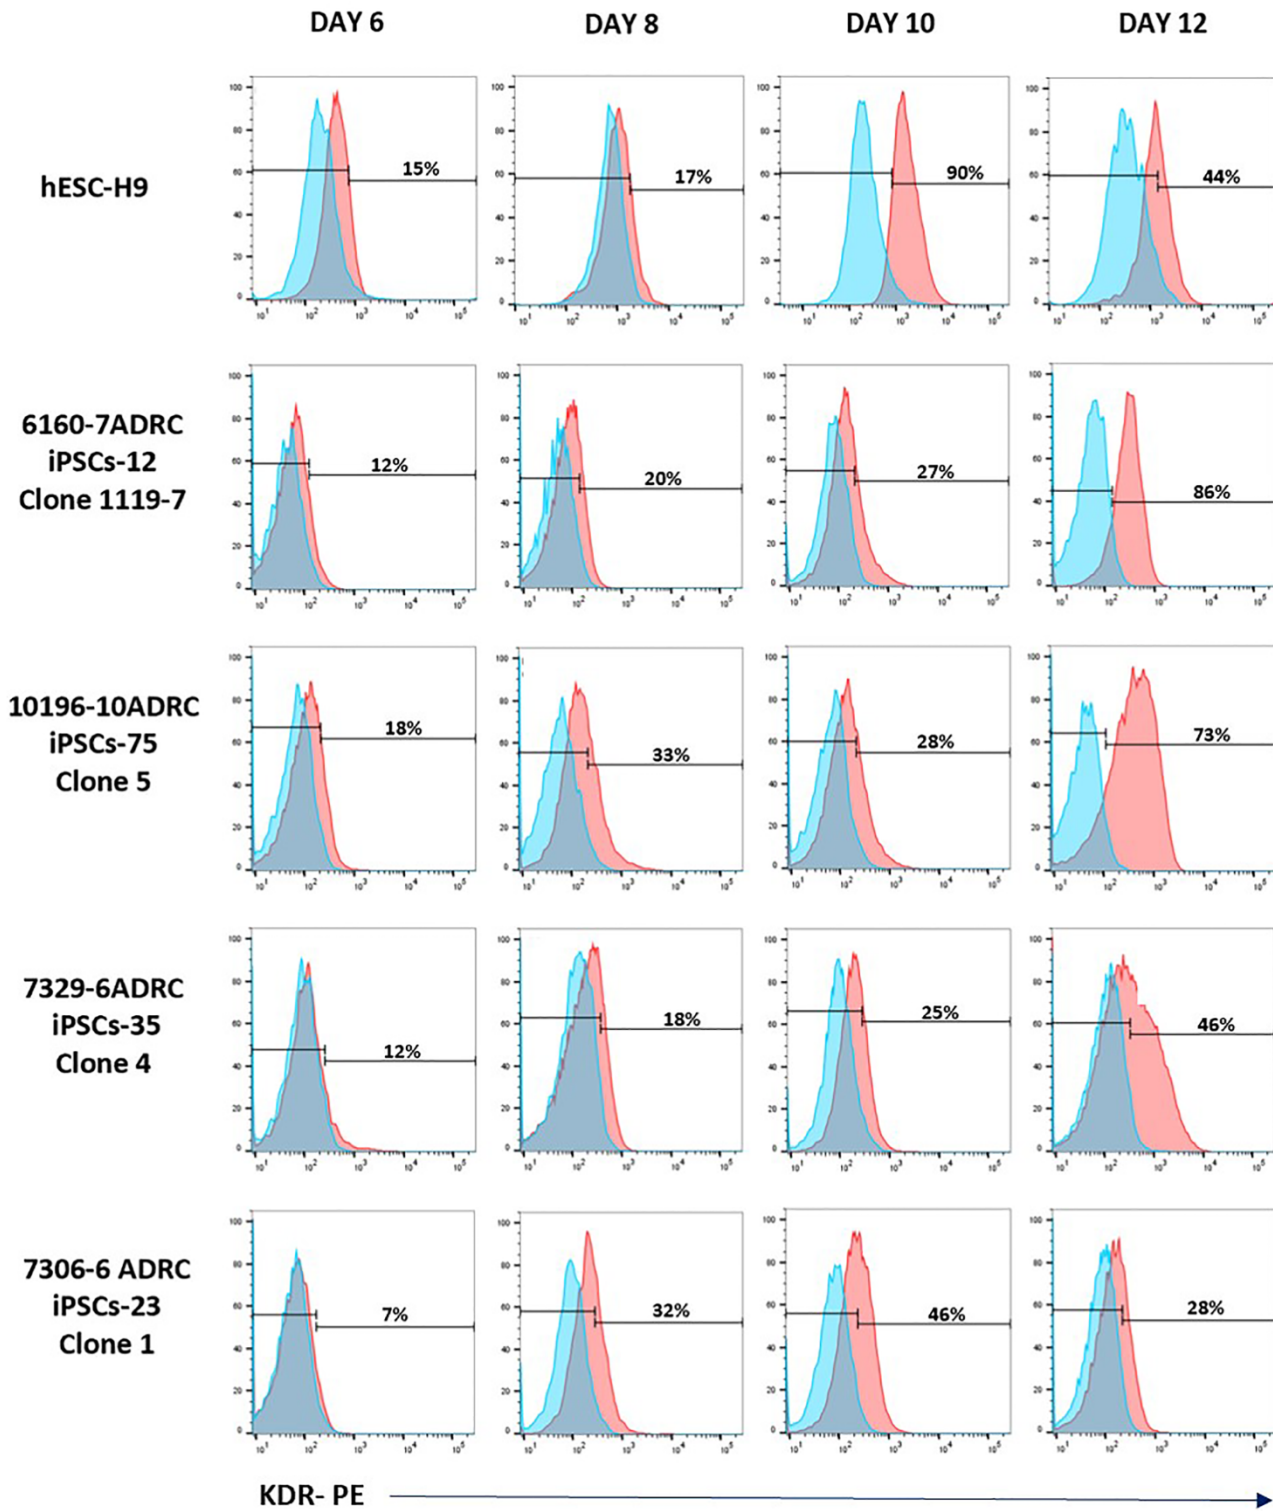 DAY 6 DAY 8 DAY 10 DAY 12
hESC-H9
15% 17% 90% 44%
6160-7ADRC
iPSCs-12
Clone 1119-7
12% 20% 27% 86%
10196-10ADRC
iPSCs-75
Clone 5
18% 33% 28% 73%
7329-6ADRC
iPSCs-35
Clone 4
12% 18% 25% 46%
7306-6 ADRC
iPSCs-23
Clone 1
7% 32% 46% 28%
KDR- PE